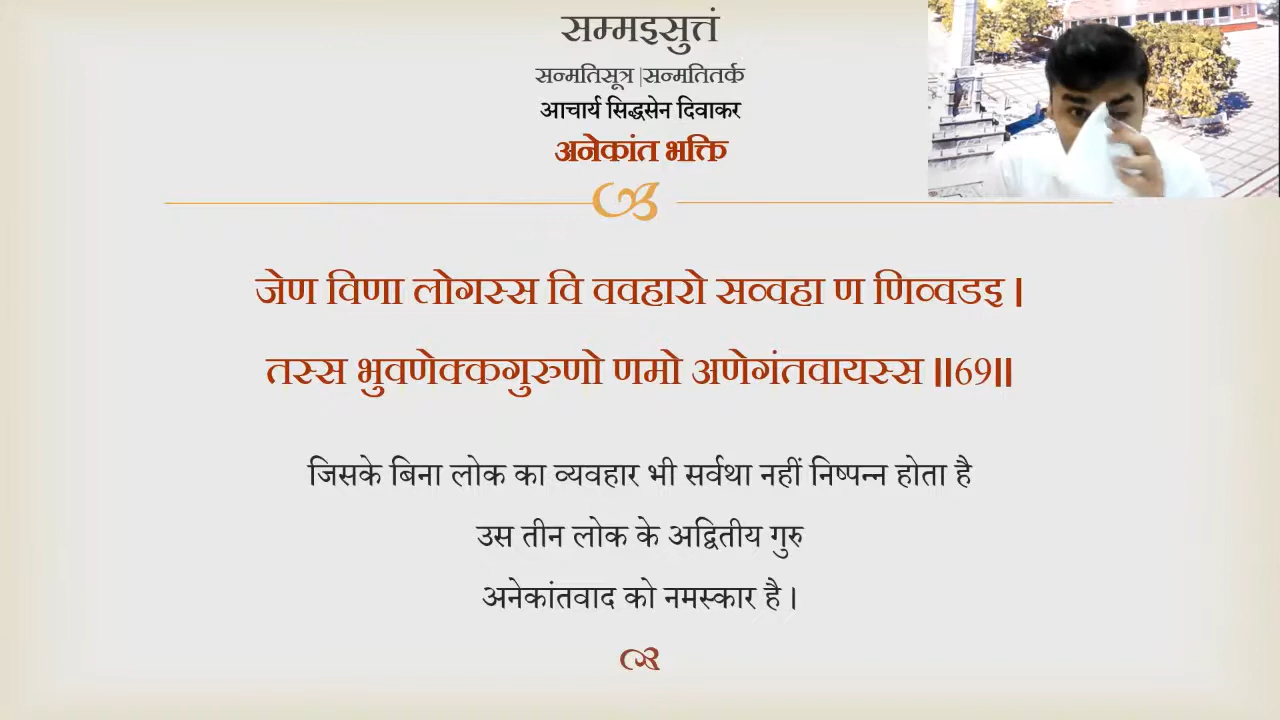 सम्मइसुत्तं
सन्मतिसूत्र |सन्मतितर्क
आचार्य सिद्धसेन दिवाकर
अनेकांत भक्ति
जेण विणा लोगस्स वि ववहारो सव्वहा ण णिव्वडइ ।
तस्स भुवणेक्कगुरुणो णमो अणेगंतवायस्स ॥69॥
जिसके बिना लोक का व्यवहार भी सर्वथा नहीं निष्पन्न होता है
उस तीन लोक के अद्वितीय गुरु
अनेकांतवाद को नमस्कार है ।